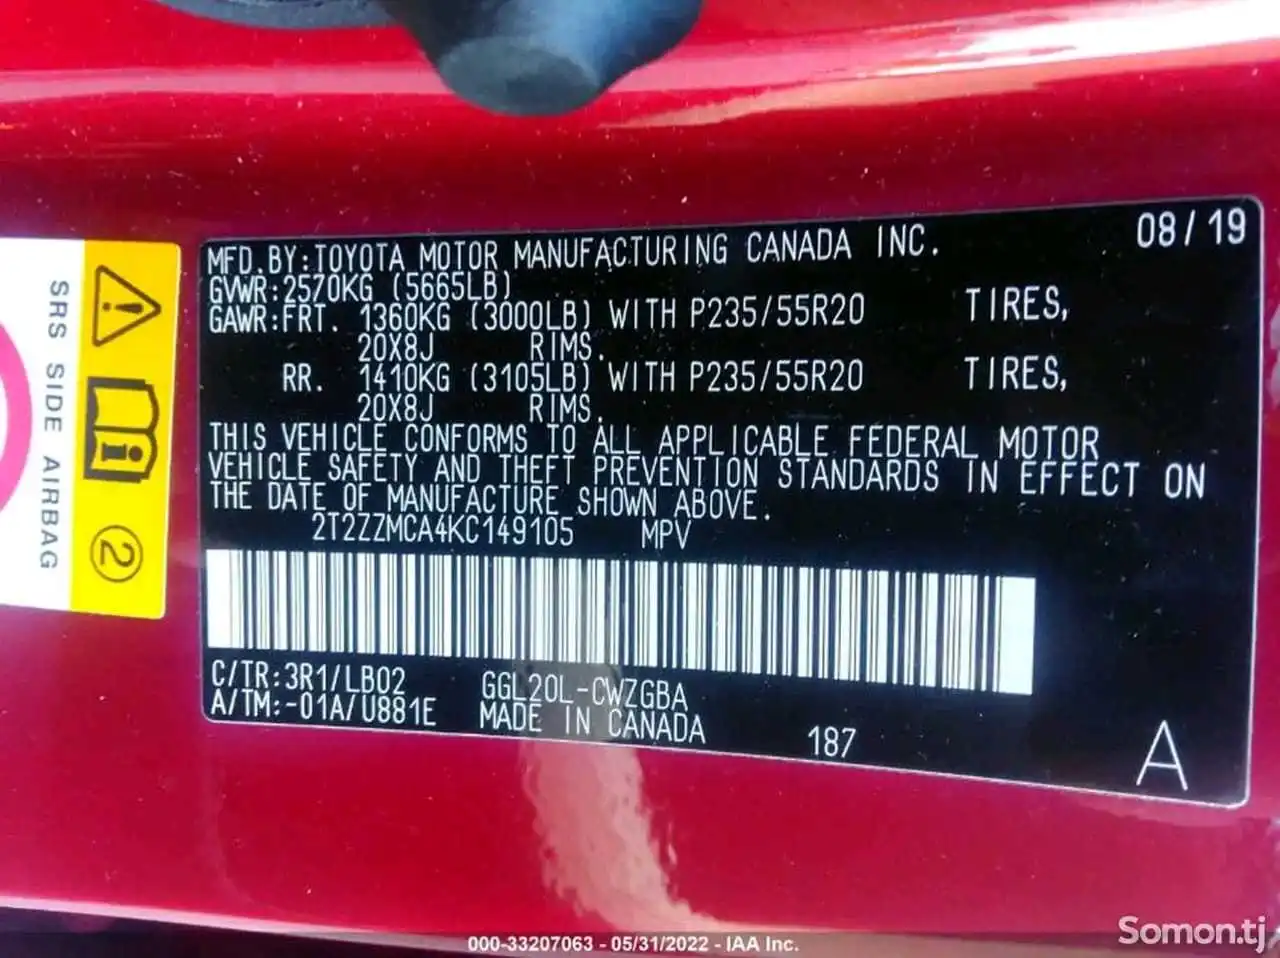 MFD.BY:TOYOTA MOTOR MANUFACTURING CANADA INC. 08/19
GVWR:2570KG (5665LB)
GAWR:FRT. 1360KG (3000LB) WITH P235/55R20 TIRES,
20X8J RIMS.
RR. 1410KG (3105LB) WITH P235/55R20 TIRES,
20X8J RIMS.
THIS VEHICLE CONFORMS TO ALL APPLICABLE FEDERAL MOTOR
VEHICLE SAFETY AND THEFT PREVENTION STANDARDS IN EFFECT ON
THE DATE OF MANUFACTURE SHOWN ABOVE.
2T2ZZMCA4KC149105 MPV
C/TR:3R1/LB02 GGL20L-CWZGBA
A/TM:-01A/U881E MADE IN CANADA 187 A
SRS SIDE AIRBAG
2
000-33207063 - 05/31/2022 - IAA Inc.
Somon.tj